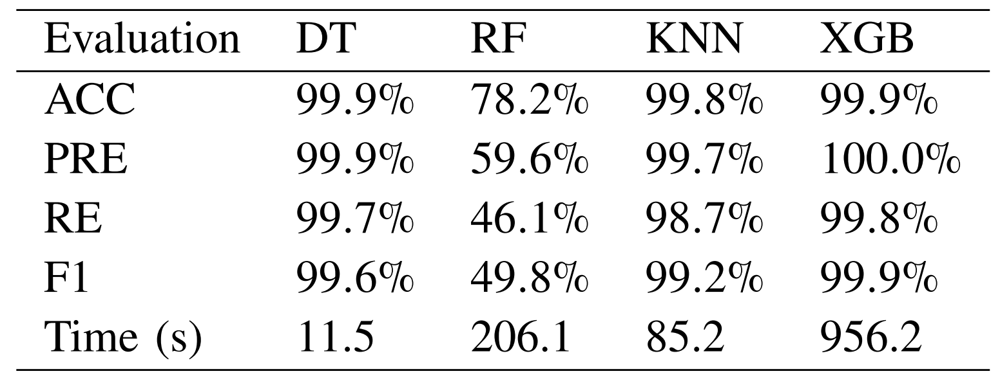 Evaluation DT RF KNN XGB
ACC 99.9% 78.2% 99.8% 99.9%
PRE 99.9% 59.6% 99.7% 100.0%
RE 99.7% 46.1% 98.7% 99.8%
F1 99.6% 49.8% 99.2% 99.9%
Time (s) 11.5 206.1 85.2 956.2